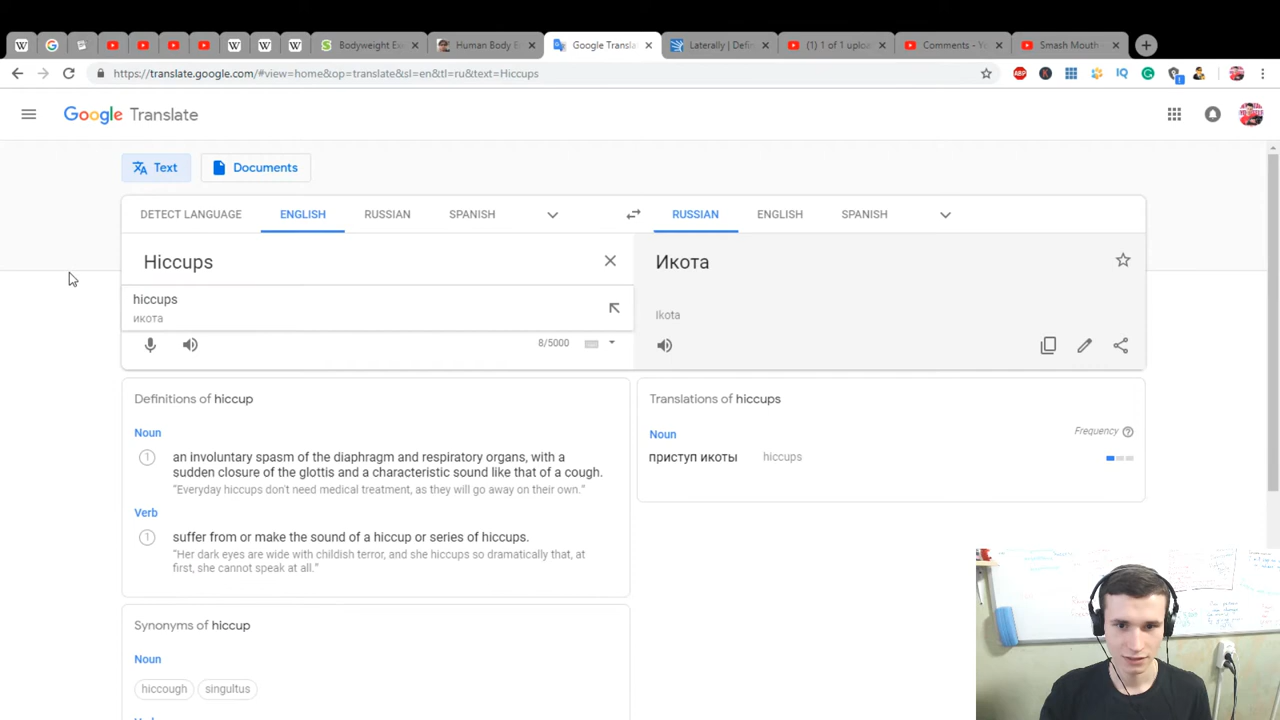 Bodyweight Ex
Human Body E
Google Transla
Laterally | Defin
(1) 1 of 1 uploa
Comments - Yo
Smash Mouth -
https://translate.google.com/#view=home&op=translate&sl=en&tl=ru&text=Hiccups
Google Translate
Text
Documents
DETECT LANGUAGE ENGLISH RUSSIAN SPANISH
RUSSIAN ENGLISH SPANISH
Hiccups
Икота
hiccups
икота
Ikota
8/5000
Definitions of hiccup
Noun
1 an involuntary spasm of the diaphragm and respiratory organs, with a
sudden closure of the glottis and a characteristic sound like that of a cough.
“Everyday hiccups don't need medical treatment, as they will go away on their own.”
Verb
1 suffer from or make the sound of a hiccup or series of hiccups.
“Her dark eyes are wide with childish terror, and she hiccups so dramatically that, at
first, she cannot speak at all.”
Translations of hiccups
Noun
Frequency
приступ икоты hiccups
Synonyms of hiccup
Noun
hiccough singultus